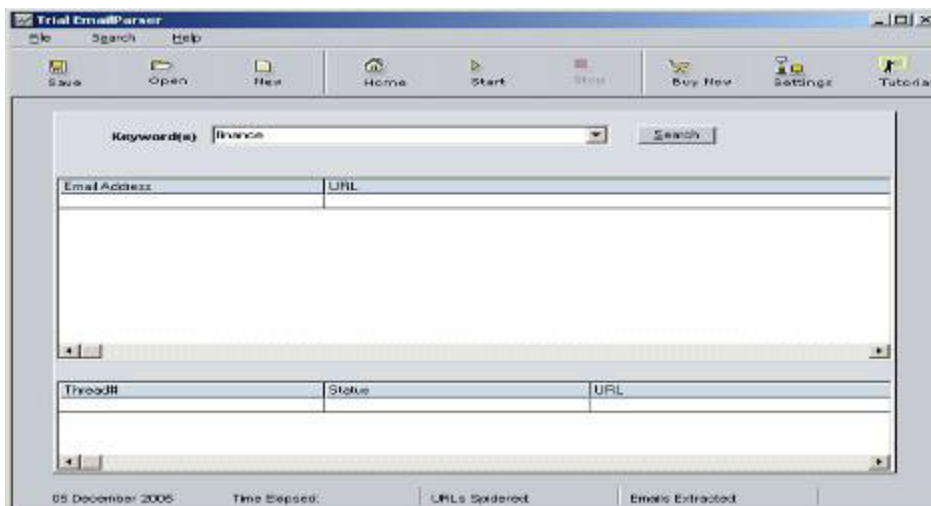 Trial EmailParser
File Search Help
Save Open New Home Start Stop Buy Now Settings Tutorial
Keyword(s) finance Search
Email Address URL
Thread# Status URL
05 December 2006 Time Elapsed: URLs Spidered: Emails Extracted: